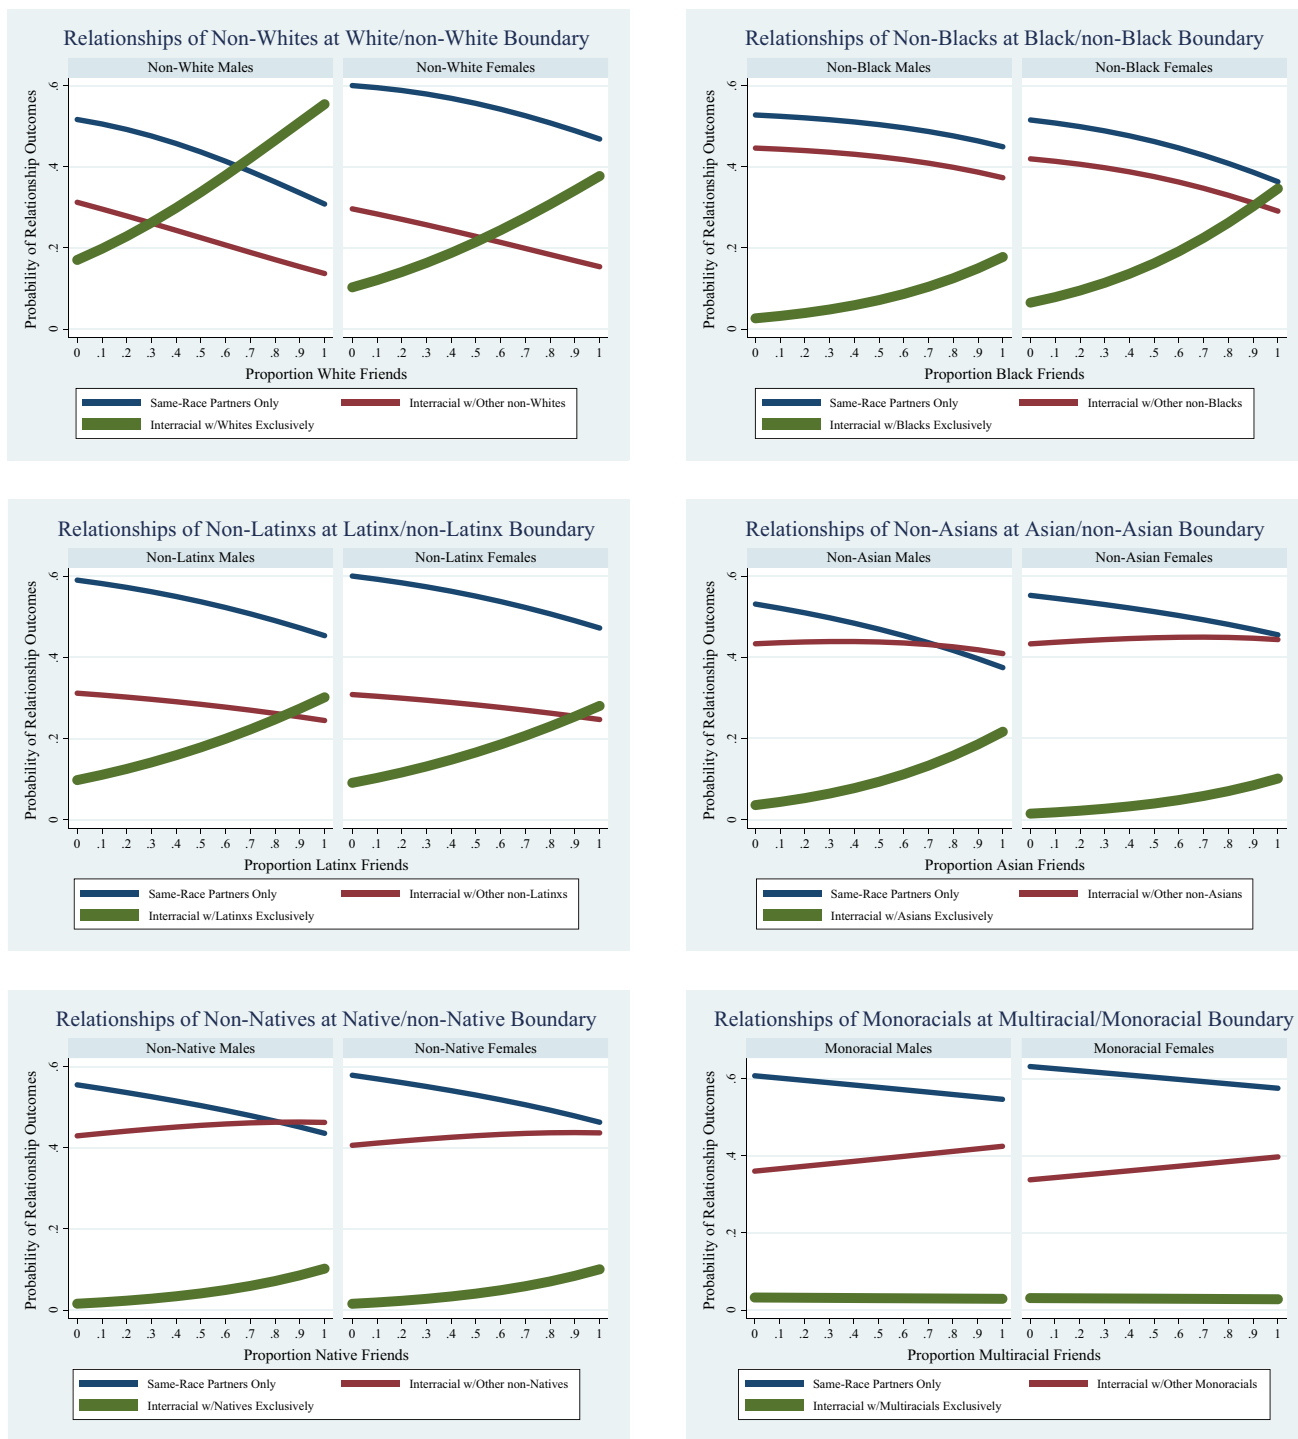 Relationships of Non-Whites at White/non-White Boundary
Non-White Males
Non-White Females
Probability of Relationship Outcomes
.6
.4
.2
0
0 .1 .2 .3 .4 .5 .6 .7 .8 .9 1
0 .1 .2 .3 .4 .5 .6 .7 .8 .9 1
Proportion White Friends
Same-Race Partners Only
Interracial w/Other non-Whites
Interracial w/Whites Exclusively
Relationships of Non-Blacks at Black/non-Black Boundary
Non-Black Males
Non-Black Females
Probability of Relationship Outcomes
.6
.4
.2
0
0 .1 .2 .3 .4 .5 .6 .7 .8 .9 1
0 .1 .2 .3 .4 .5 .6 .7 .8 .9 1
Proportion Black Friends
Same-Race Partners Only
Interracial w/Other non-Blacks
Interracial w/Blacks Exclusively
Relationships of Non-Latinxs at Latinx/non-Latinx Boundary
Non-Latinx Males
Non-Latinx Females
Probability of Relationship Outcomes
.6
.4
.2
0
0 .1 .2 .3 .4 .5 .6 .7 .8 .9 1
0 .1 .2 .3 .4 .5 .6 .7 .8 .9 1
Proportion Latinx Friends
Same-Race Partners Only
Interracial w/Other non-Latinxs
Interracial w/Latinxs Exclusively
Relationships of Non-Asians at Asian/non-Asian Boundary
Non-Asian Males
Non-Asian Females
Probability of Relationship Outcomes
.6
.4
.2
0
0 .1 .2 .3 .4 .5 .6 .7 .8 .9 1
0 .1 .2 .3 .4 .5 .6 .7 .8 .9 1
Proportion Asian Friends
Same-Race Partners Only
Interracial w/Other non-Asians
Interracial w/Asians Exclusively
Relationships of Non-Natives at Native/non-Native Boundary
Non-Native Males
Non-Native Females
Probability of Relationship Outcomes
.6
.4
.2
0
0 .1 .2 .3 .4 .5 .6 .7 .8 .9 1
0 .1 .2 .3 .4 .5 .6 .7 .8 .9 1
Proportion Native Friends
Same-Race Partners Only
Interracial w/Other non-Natives
Interracial w/Natives Exclusively
Relationships of Monoracials at Multiracial/Monoracial Boundary
Monoracial Males
Monoracial Females
Probability of Relationship Outcomes
.6
.4
.2
0
0 .1 .2 .3 .4 .5 .6 .7 .8 .9 1
0 .1 .2 .3 .4 .5 .6 .7 .8 .9 1
Proportion Multiracial Friends
Same-Race Partners Only
Interracial w/Other Monoracials
Interracial w/Multiracials Exclusively